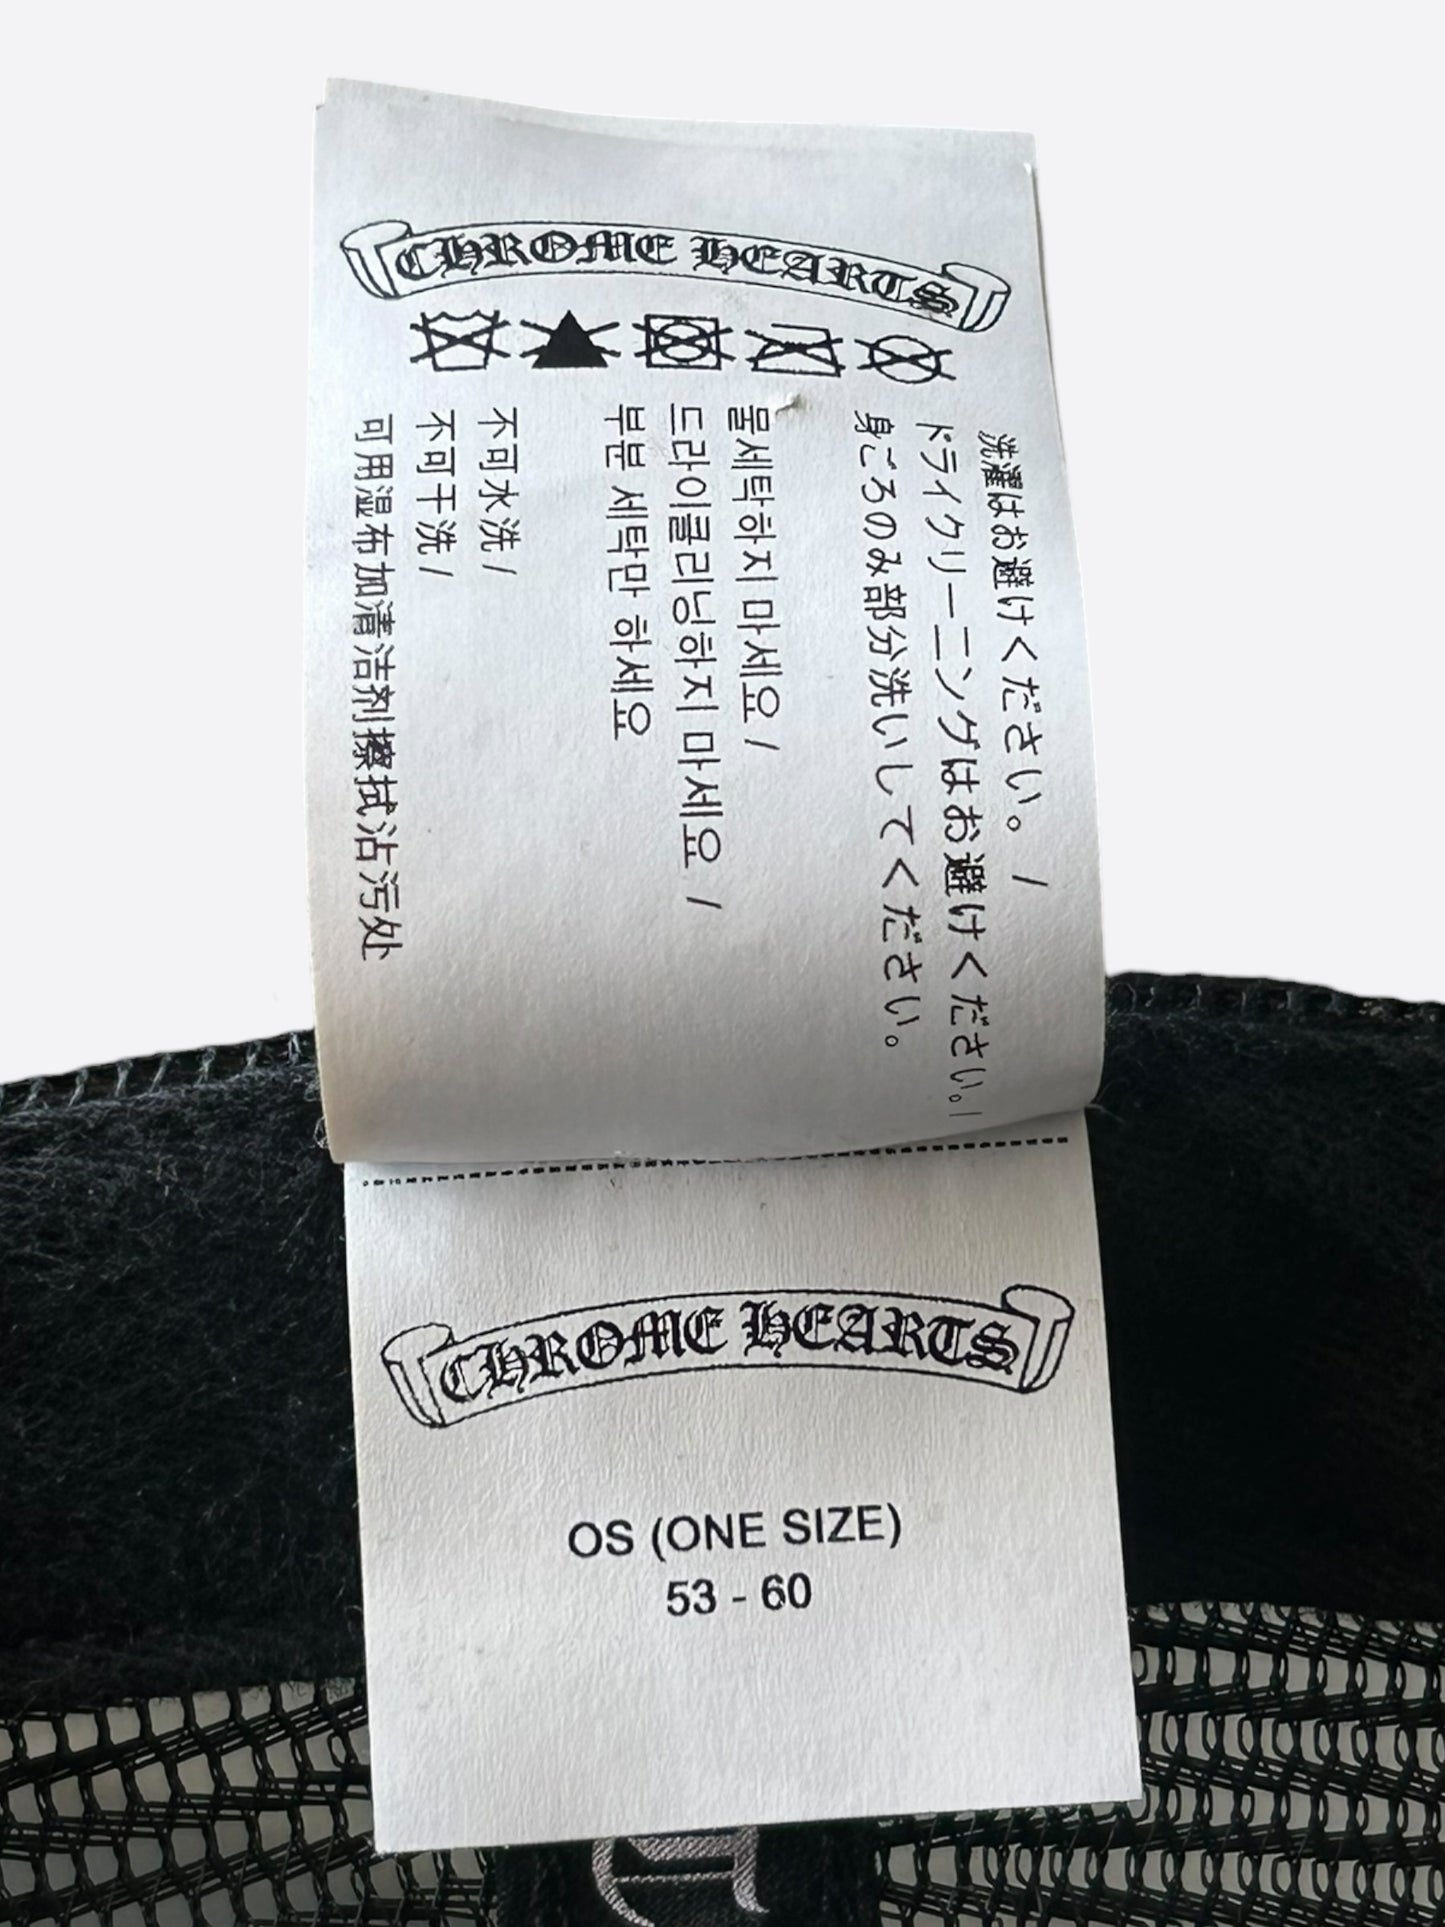 CHROME HEARTS
洗濯はお避けください。/
ドライクリーニングはお避けください。/
身ごろのみ部分洗いしてください。
물세탁하지 마세요 /
드라이클리닝하지 마세요 /
부분 세탁만 하세요
不可水洗 /
不可干洗 /
可用湿布加清洁剂擦拭沾污处
CHROME HEARTS
OS (ONE SIZE)
53 - 60